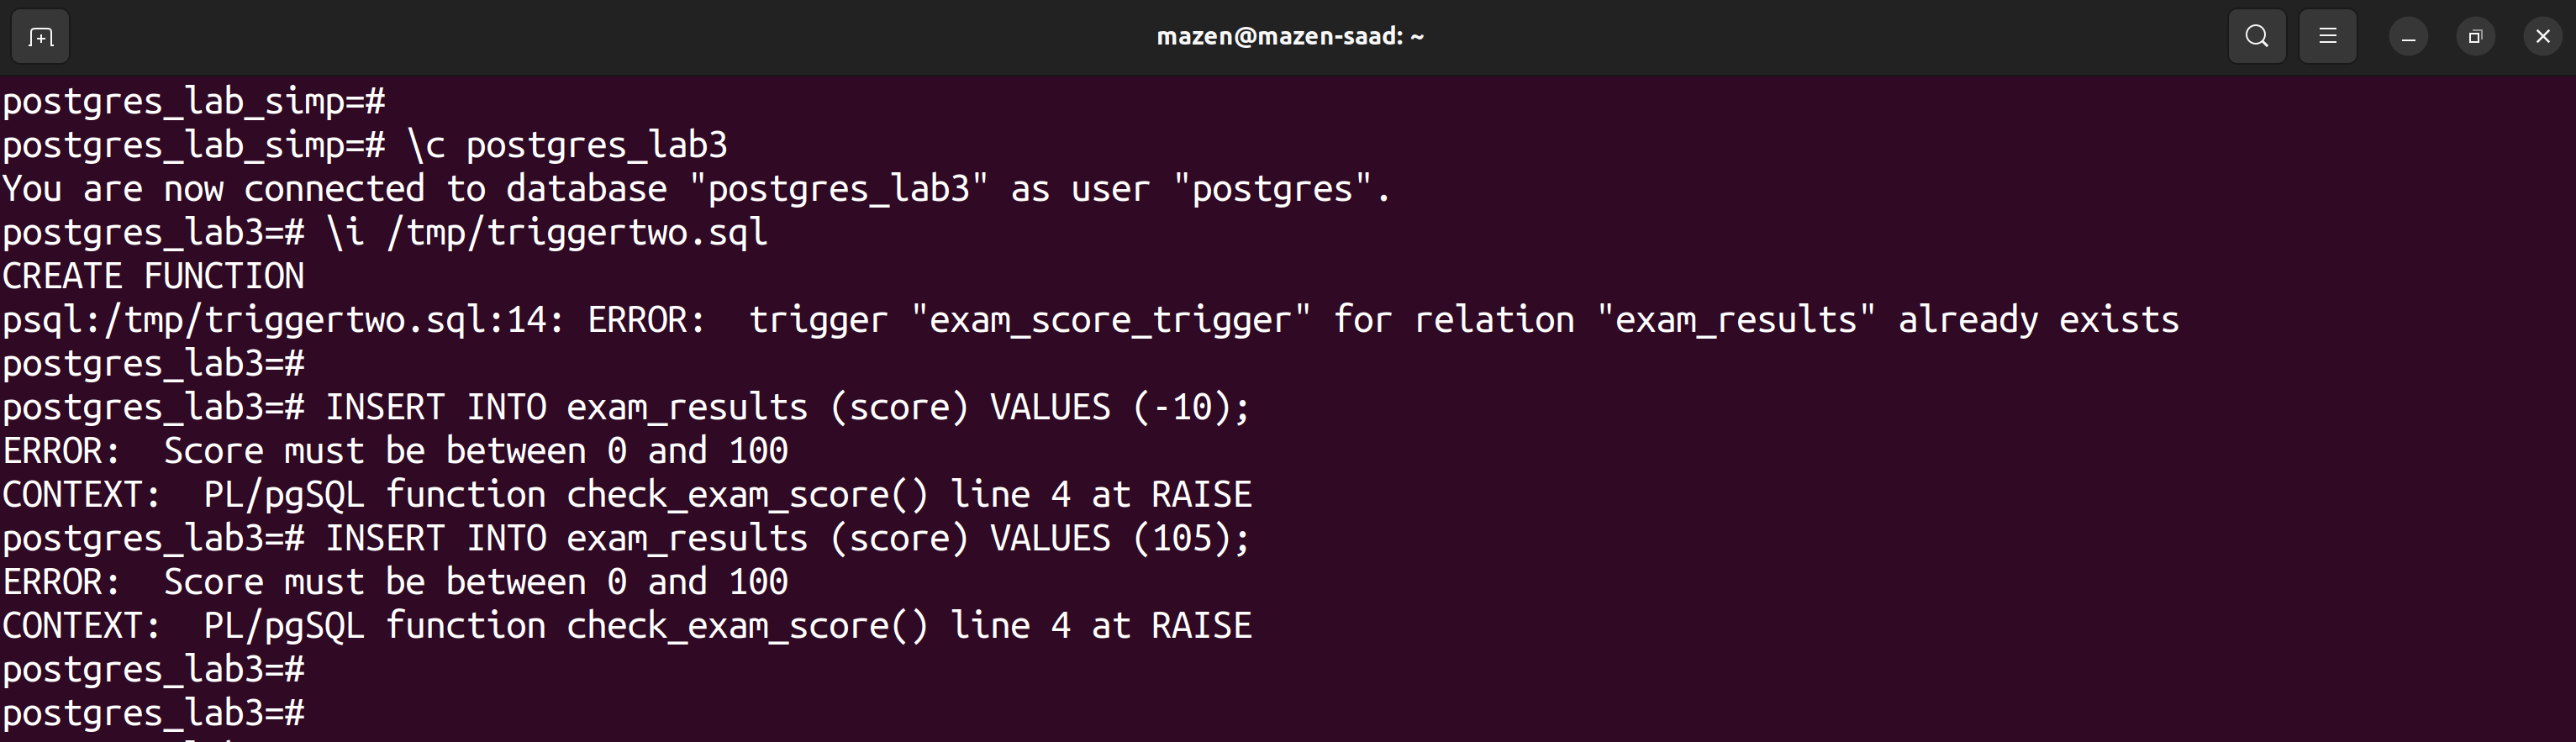 mazen@mazen-saad: ~
postgres_lab_simp=#
postgres_lab_simp=# \c postgres_lab3
You are now connected to database "postgres_lab3" as user "postgres".
postgres_lab3=# \i /tmp/triggertwo.sql
CREATE FUNCTION
psql:/tmp/triggertwo.sql:14: ERROR:  trigger "exam_score_trigger" for relation "exam_results" already exists
postgres_lab3=#
postgres_lab3=# INSERT INTO exam_results (score) VALUES (-10);
ERROR:  Score must be between 0 and 100
CONTEXT:  PL/pgSQL function check_exam_score() line 4 at RAISE
postgres_lab3=# INSERT INTO exam_results (score) VALUES (105);
ERROR:  Score must be between 0 and 100
CONTEXT:  PL/pgSQL function check_exam_score() line 4 at RAISE
postgres_lab3=#
postgres_lab3=#